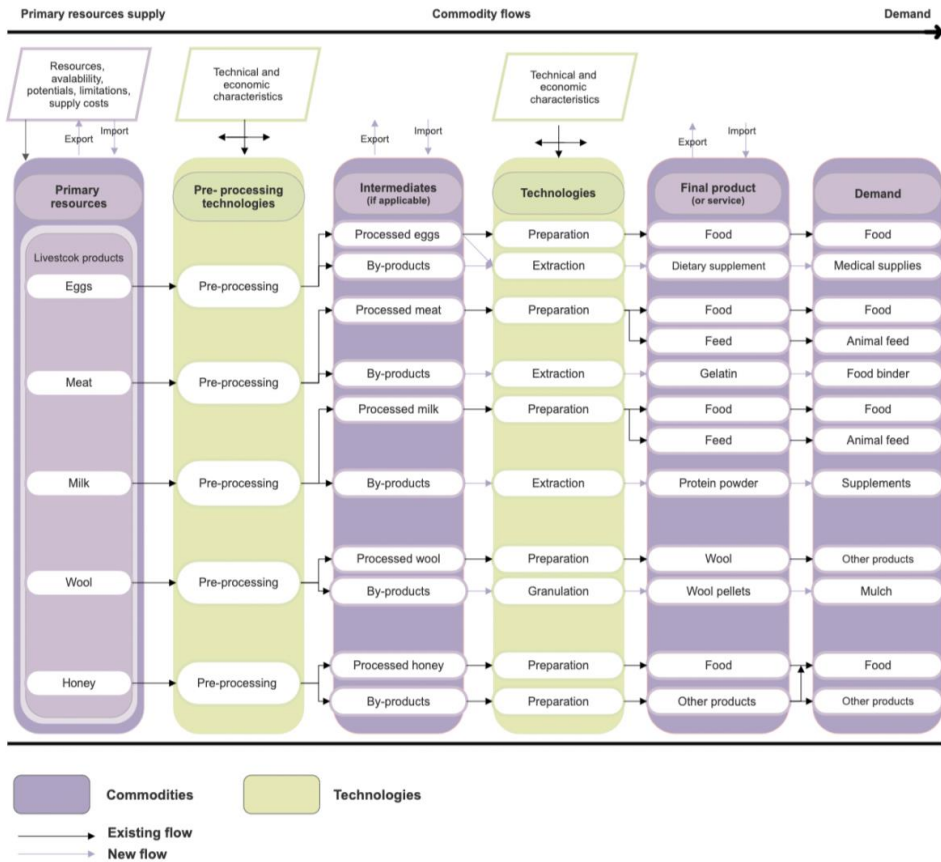 Primary resources supply
Commodity flows
Demand
Resources,
avalablility,
potentials, limitations,
supply costs
Technical and
economic
characteristics
Technical and
economic
characteristics
Export
Import
Export
Import
Export
Import
Primary
resources
Pre- processing
technologies
Intermediates
(if applicable)
Technologies
Final product
(or service)
Demand
Livestcok products
Processed eggs
Preparation
Food
Food
Eggs
Pre-processing
By-products
Extraction
Dietary supplement
Medical supplies
Processed meat
Preparation
Food
Food
Feed
Animal feed
Meat
Pre-processing
By-products
Extraction
Gelatin
Food binder
Processed milk
Preparation
Food
Food
Feed
Animal feed
Milk
Pre-processing
By-products
Extraction
Protein powder
Supplements
Processed wool
Preparation
Wool
Other products
Wool
Pre-processing
By-products
Granulation
Wool pellets
Mulch
Processed honey
Preparation
Food
Food
Honey
Pre-processing
By-products
Preparation
Other products
Other products
Commodities
Technologies
Existing flow
New flow